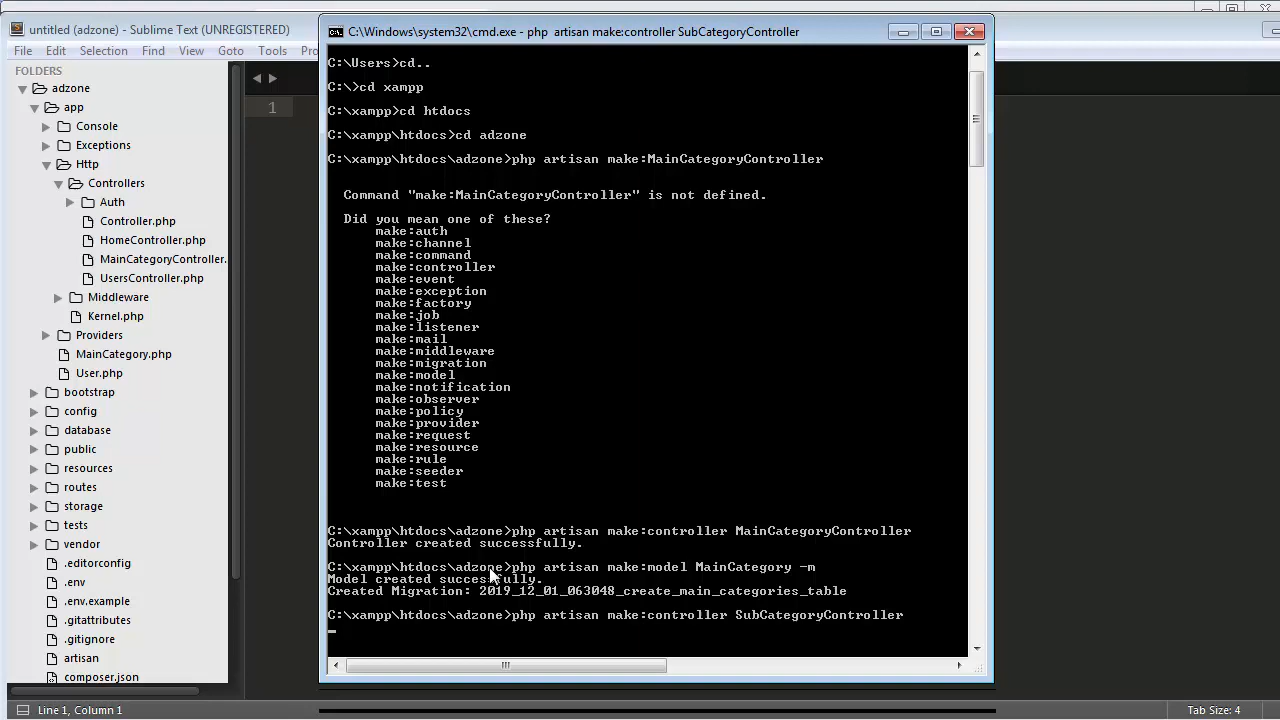 untitled (adzone) - Sublime Text (UNREGISTERED)
File Edit Selection Find View Goto Tools
FOLDERS
adzone
app
Console
Exceptions
Http
Controllers
Auth
Controller.php
HomeController.php
MainCategoryController.
UsersController.php
Middleware
Kernel.php
Providers
MainCategory.php
User.php
bootstrap
config
database
public
resources
routes
storage
tests
vendor
.editorconfig
.env
.env.example
.gitattributes
.gitignore
artisan
composer.json
1
C:\Windows\system32\cmd.exe - php artisan make:controller SubCategoryController
C:\Users>cd..
C:\>cd xampp
C:\xampp>cd htdocs
C:\xampp\htdocs>cd adzone
C:\xampp\htdocs\adzone>php artisan make:MainCategoryController
Command "make:MainCategoryController" is not defined.
Did you mean one of these?
make:auth
make:channel
make:command
make:controller
make:event
make:exception
make:factory
make:job
make:listener
make:mail
make:middleware
make:migration
make:model
make:notification
make:observer
make:policy
make:provider
make:request
make:resource
make:rule
make:seeder
make:test
C:\xampp\htdocs\adzone>php artisan make:controller MainCategoryController
Controller created successfully.
C:\xampp\htdocs\adzone>php artisan make:model MainCategory -m
Model created successfully.
Created Migration: 2019_12_01_063048_create_main_categories_table
C:\xampp\htdocs\adzone>php artisan make:controller SubCategoryController
Line 1, Column 1
Tab Size: 4